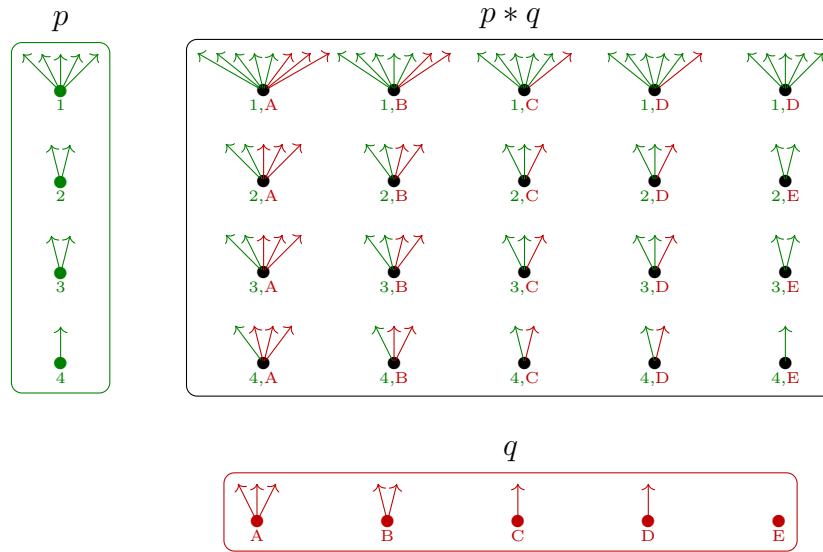 p
p * q
1
1,A 1,B 1,C 1,D 1,D
2
2,A 2,B 2,C 2,D 2,E
3
3,A 3,B 3,C 3,D 3,E
4
4,A 4,B 4,C 4,D 4,E
q
A B C D E